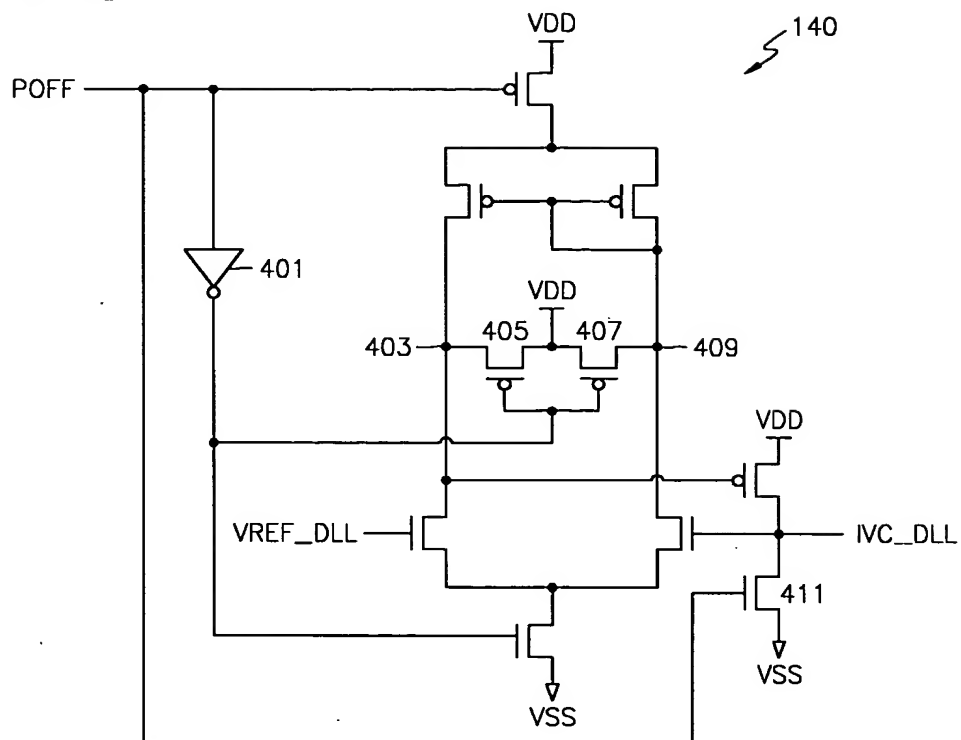 VDD
140
POFF
401
VDD
405
407
403
409
VDD
VREF_DLL
IVC_DLL
411
VSS
VSS